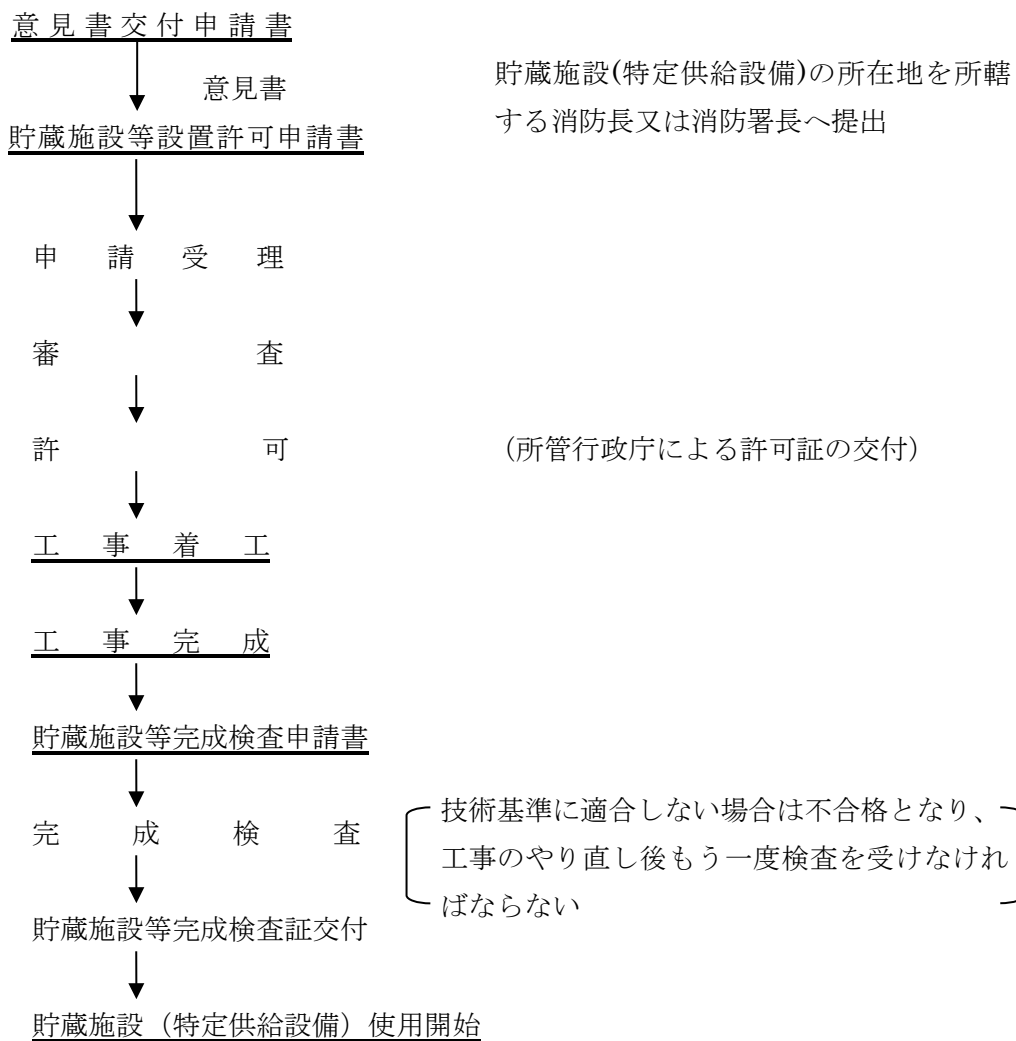 意見書交付申請書
意見書
貯蔵施設(特定供給設備)の所在地を所轄
する消防長又は消防署長へ提出
貯蔵施設等設置許可申請書
申請受理
審査
許可
（所管行政庁による許可証の交付）
工事着工
工事完成
貯蔵施設等完成検査申請書
完成検査
技術基準に適合しない場合は不合格となり、
工事のやり直し後もう一度検査を受けなけれ
ばならない
貯蔵施設等完成検査証交付
貯蔵施設（特定供給設備）使用開始